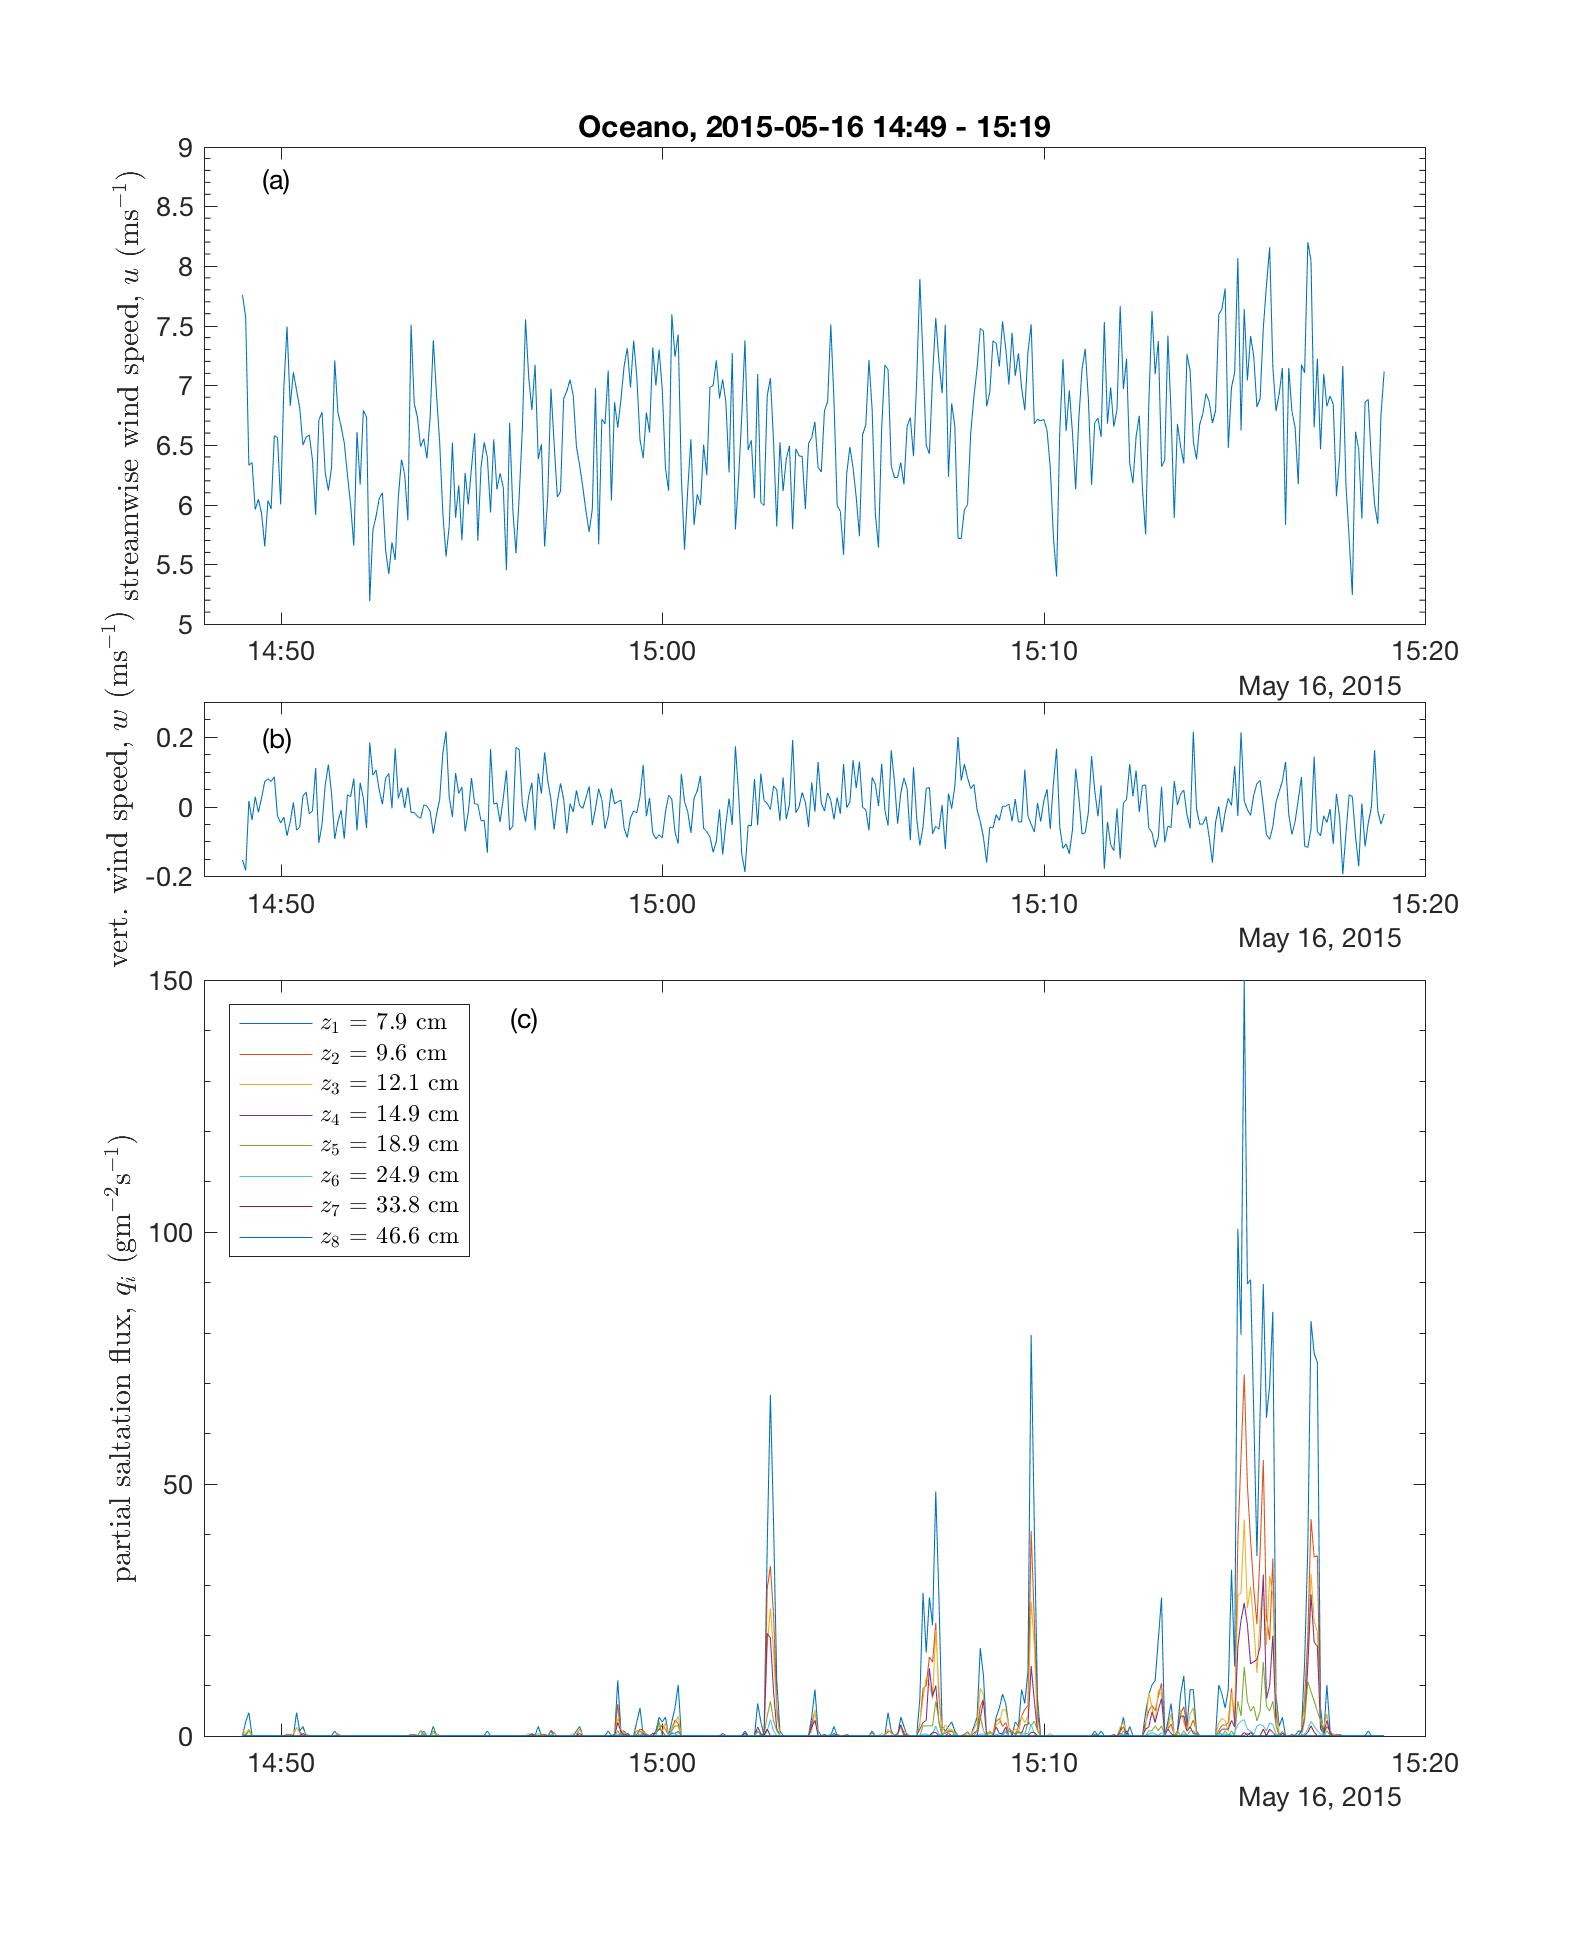 Oceano, 2015-05-16 14:49 - 15:19
(a)
streamwise wind speed, u (ms⁻¹)
9
8.5
8
7.5
7
6.5
6
5.5
5
14:50 15:00 15:10 15:20
May 16, 2015
(b)
vert. wind speed, w (ms⁻¹)
0.2
0
-0.2
14:50 15:00 15:10 15:20
May 16, 2015
(c)
partial saltation flux, qᵢ (gm⁻²s⁻¹)
150
100
50
0
z₁ = 7.9 cm
z₂ = 9.6 cm
z₃ = 12.1 cm
z₄ = 14.9 cm
z₅ = 18.9 cm
z₆ = 24.9 cm
z₇ = 33.8 cm
z₈ = 46.6 cm
14:50 15:00 15:10 15:20
May 16, 2015